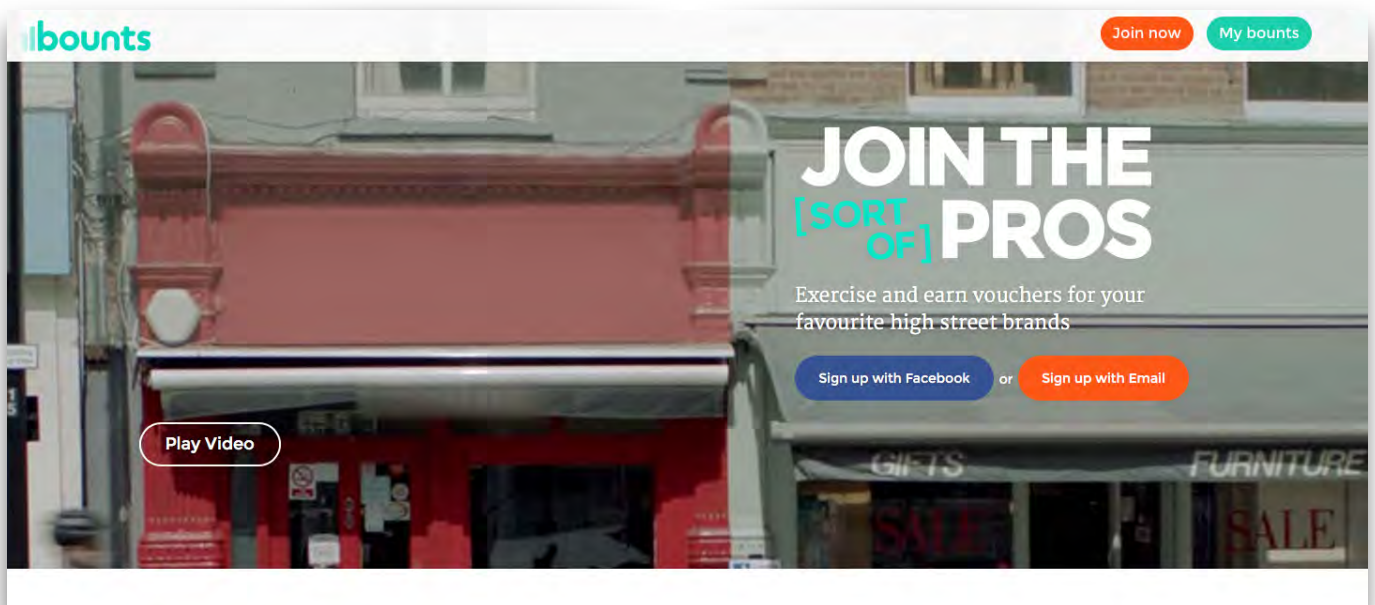 bounts
Join now
My bounts
JOIN THE
[SORT
OF] PROS
Exercise and earn vouchers for your
favourite high street brands
Sign up with Facebook or Sign up with Email
Play Video
GIFTS
FURNITURE
SALE
SALE